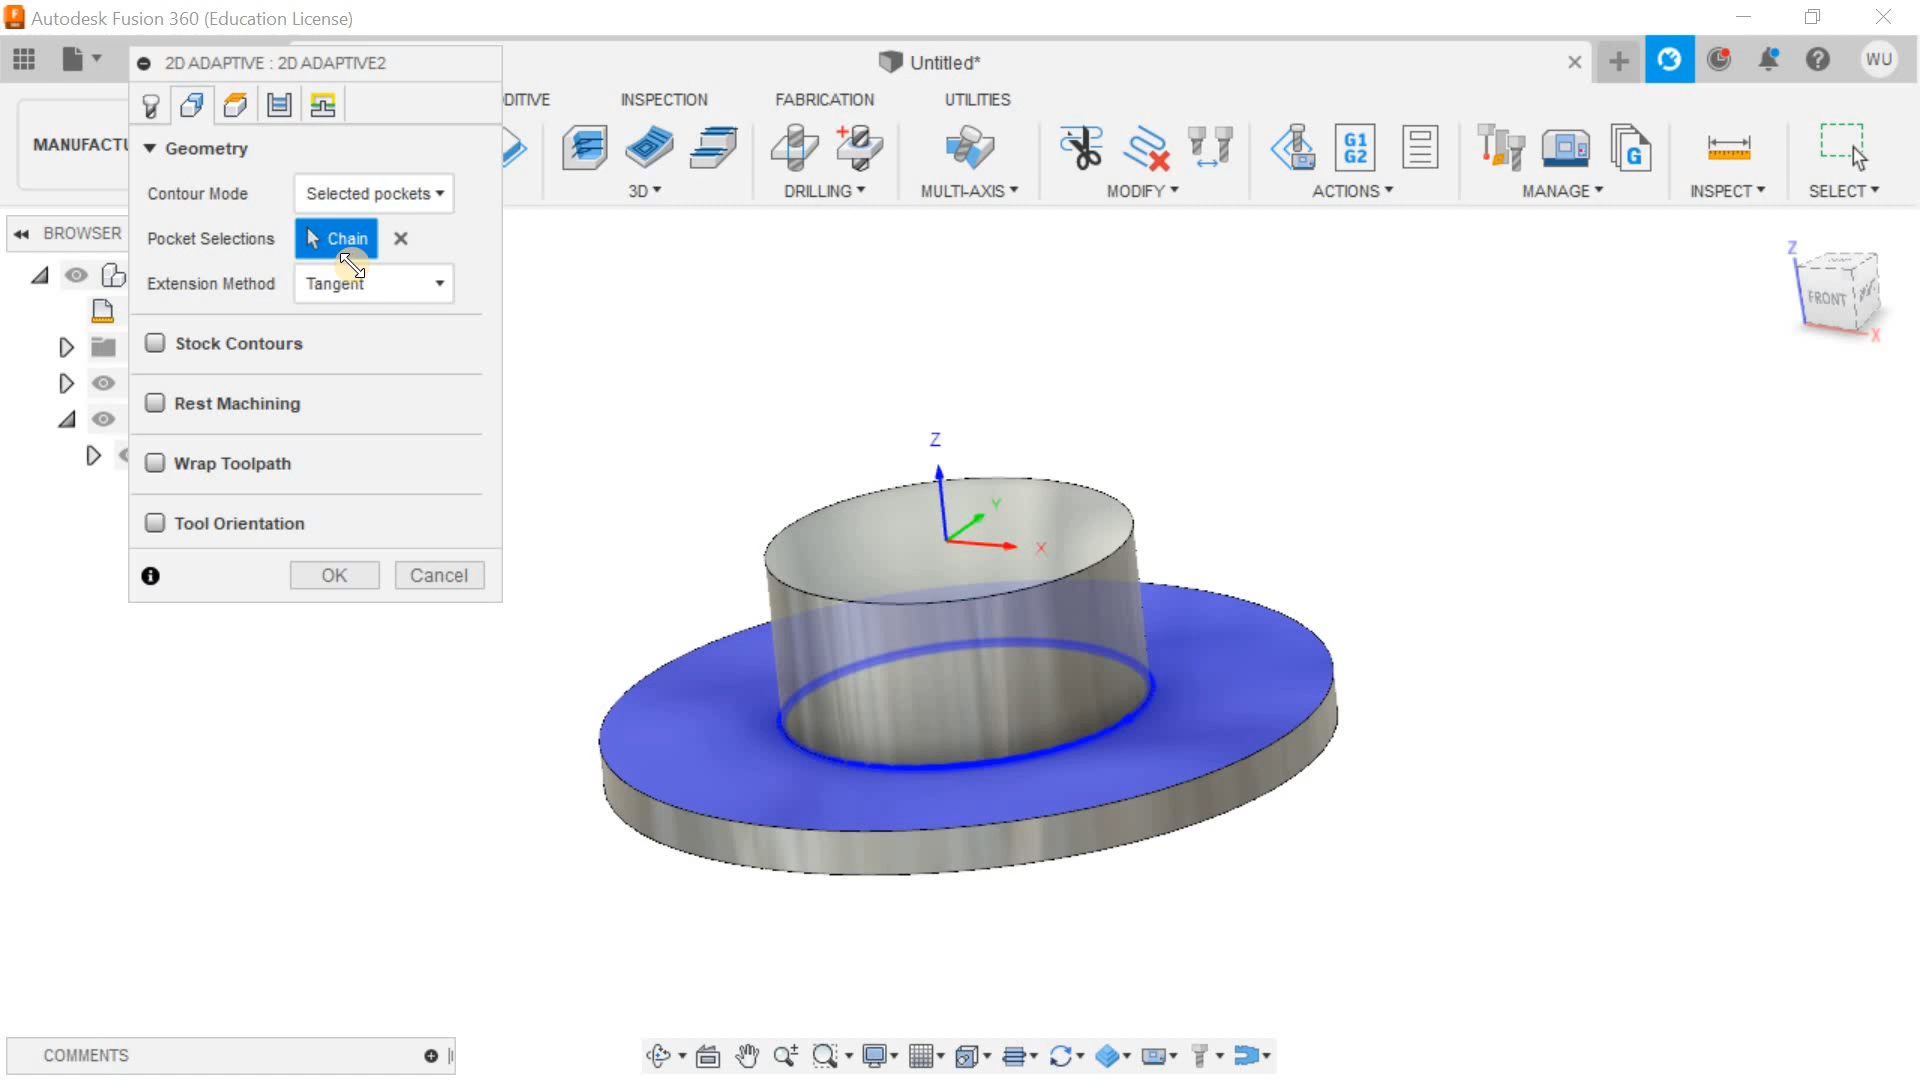 Autodesk Fusion 360 (Education License)
2D ADAPTIVE : 2D ADAPTIVE2
Untitled*
WU
DITIVE
INSPECTION
FABRICATION
UTILITIES
MANUFACTU
G1
G2
G
3D
DRILLING
MULTI-AXIS
MODIFY
ACTIONS
MANAGE
INSPECT
SELECT
BROWSER
Geometry
Contour Mode
Selected pockets
Pocket Selections
Chain
Extension Method
Tangent
Stock Contours
Rest Machining
Wrap Toolpath
Tool Orientation
OK
Cancel
Z
FRONT
X
Z
Y
X
COMMENTS